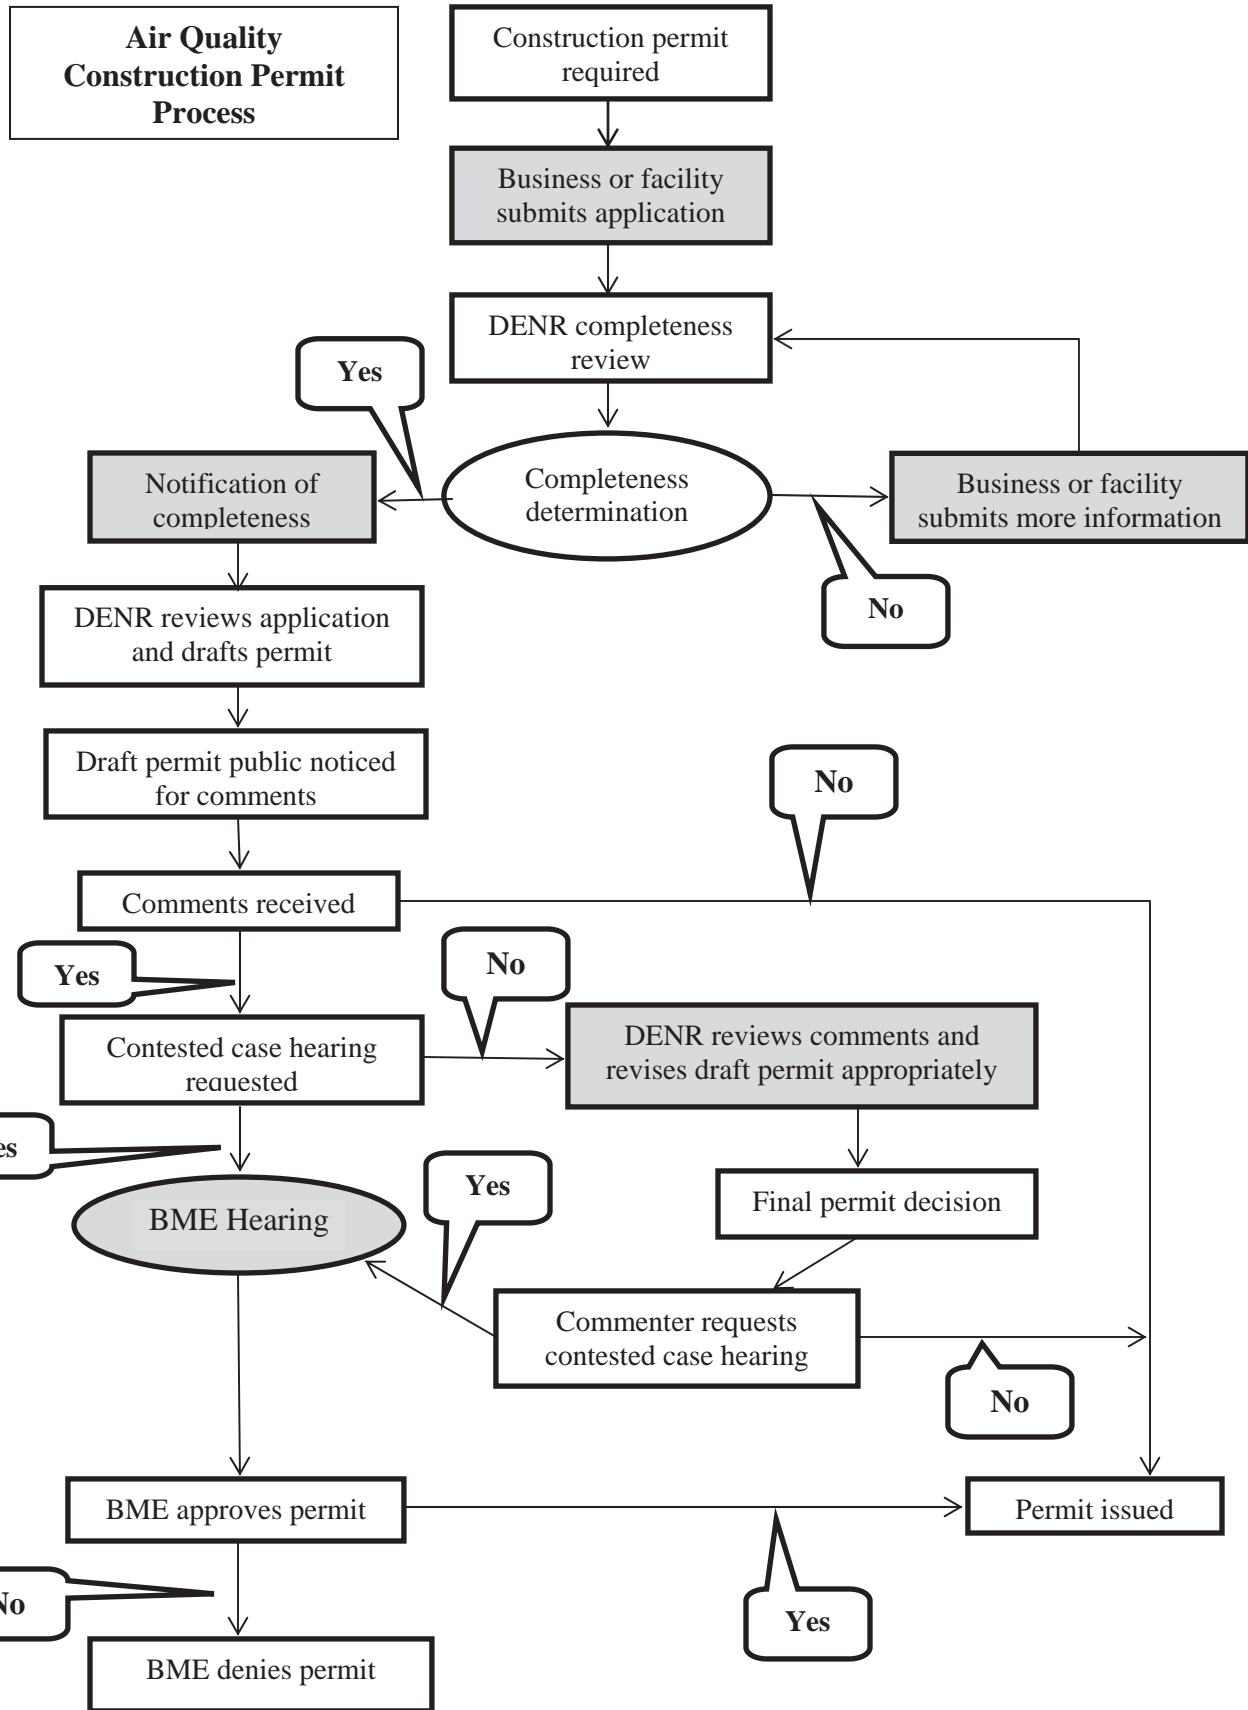 Air Quality
Construction Permit
Process
Construction permit
required
Business or facility
submits application
DENR completeness
review
Yes
Notification of
completeness
Completeness
determination
Business or facility
submits more information
No
DENR reviews application
and drafts permit
Draft permit public noticed
for comments
No
Comments received
Yes
No
Contested case hearing
requested
DENR reviews comments and
revises draft permit appropriately
es
BME Hearing
Yes
Final permit decision
Commenter requests
contested case hearing
No
BME approves permit
Permit issued
No
Yes
BME denies permit